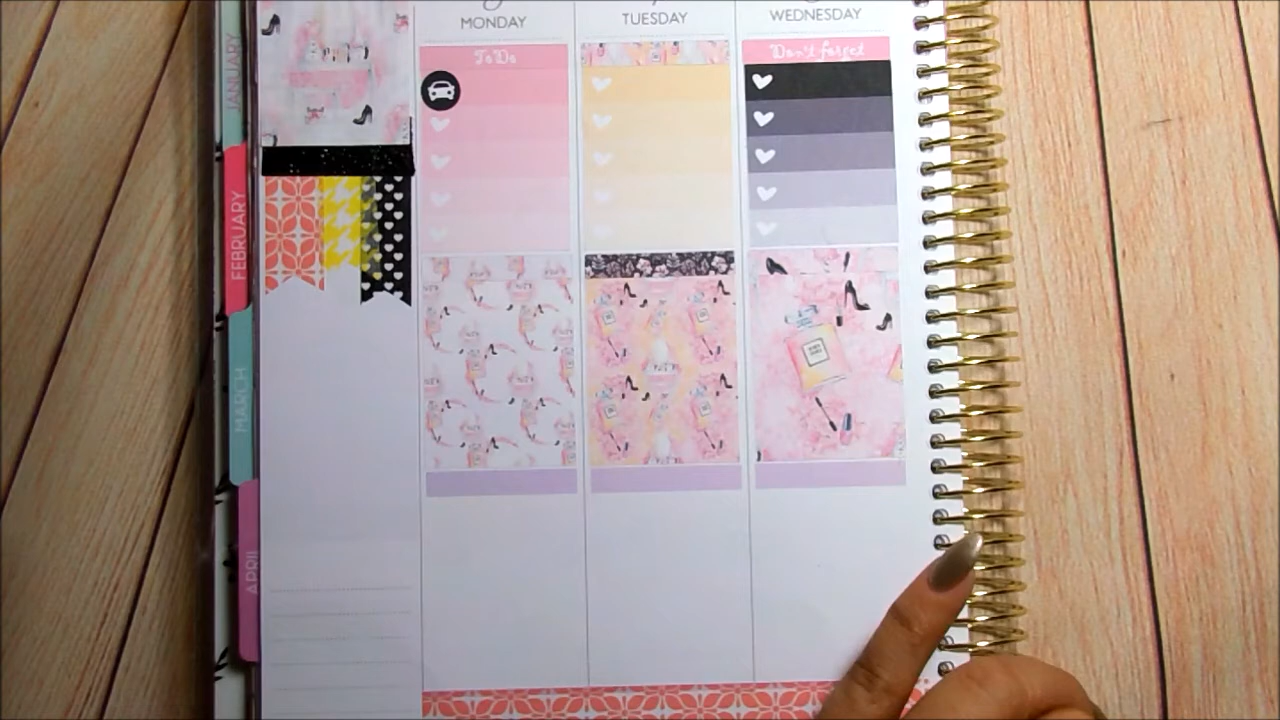 MONDAY
TUESDAY
WEDNESDAY
To Do
Don't forget
JANUARY
FEBRUARY
MARCH
APRIL